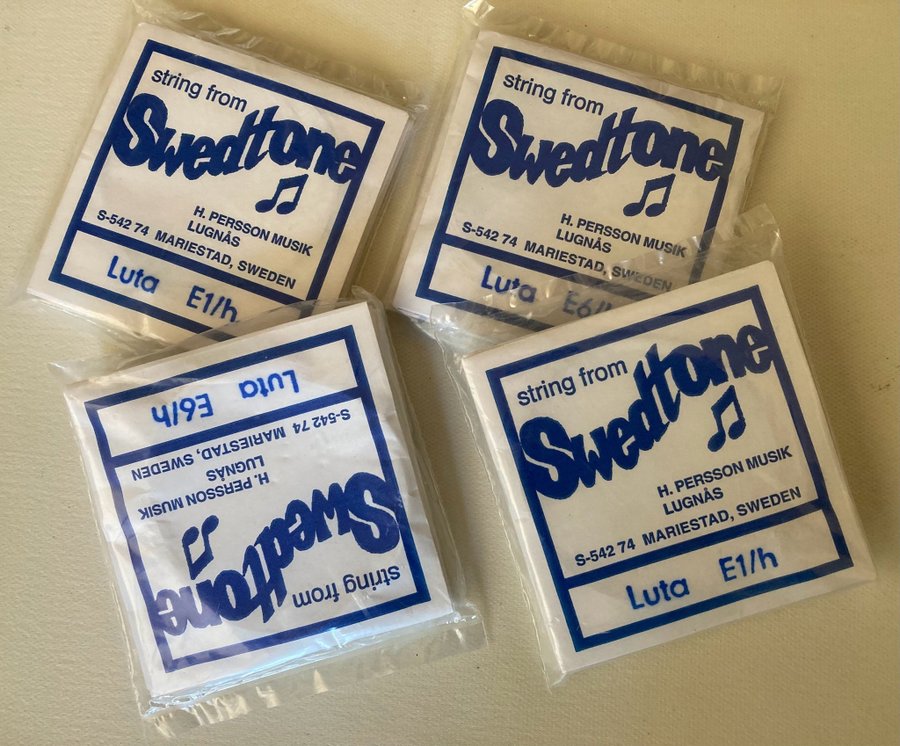 string from
Swedtone
H. PERSSON MUSIK
LUGNÅS
S-542 74 MARIESTAD, SWEDEN
Luta E1/h
string from
Swedtone
H. PERSSON MUSIK
LUGNÅS
S-542 74 MARIESTAD, SWEDEN
Luta E6/h
string from
Swedtone
H. PERSSON MUSIK
LUGNÅS
S-542 74 MARIESTAD, SWEDEN
Luta E6/h
string from
Swedtone
H. PERSSON MUSIK
LUGNÅS
S-542 74 MARIESTAD, SWEDEN
Luta E1/h